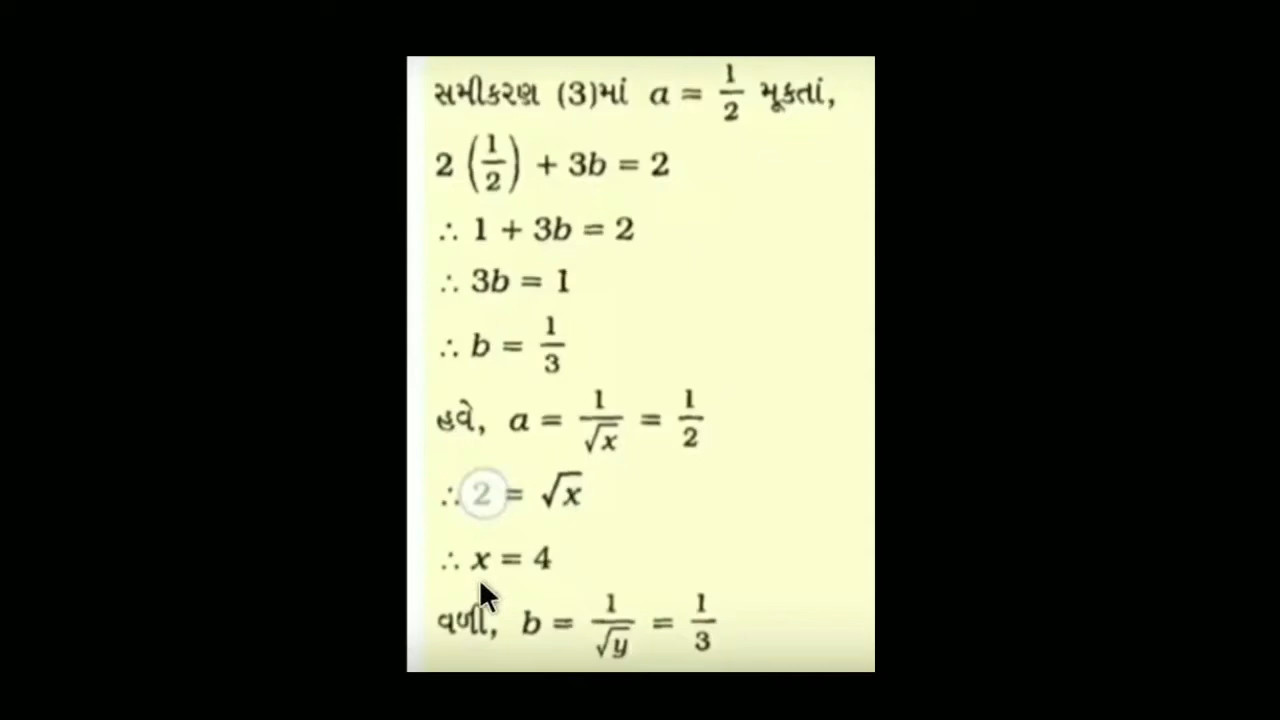 સમીકરણ (3)માં a = 1/2 મૂકતાં,
2 (1/2) + 3b = 2
∴ 1 + 3b = 2
∴ 3b = 1
∴ b = 1/3
હવે, a = 1/√x = 1/2
∴ 2 = √x
∴ x = 4
વળી, b = 1/√y = 1/3